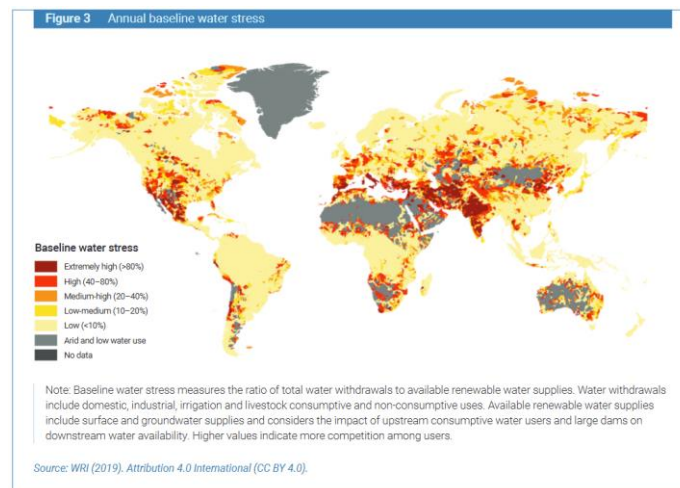 Figure 3 Annual baseline water stress
Baseline water stress
Extremely high (>80%)
High (40–80%)
Medium-high (20–40%)
Low-medium (10–20%)
Low (<10%)
Arid and low water use
No data
Note: Baseline water stress measures the ratio of total water withdrawals to available renewable water supplies. Water withdrawals
include domestic, industrial, irrigation and livestock consumptive and non-consumptive uses. Available renewable water supplies
include surface and groundwater supplies and considers the impact of upstream consumptive water users and large dams on
downstream water availability. Higher values indicate more competition among users.
Source: WRI (2019). Attribution 4.0 International (CC BY 4.0).